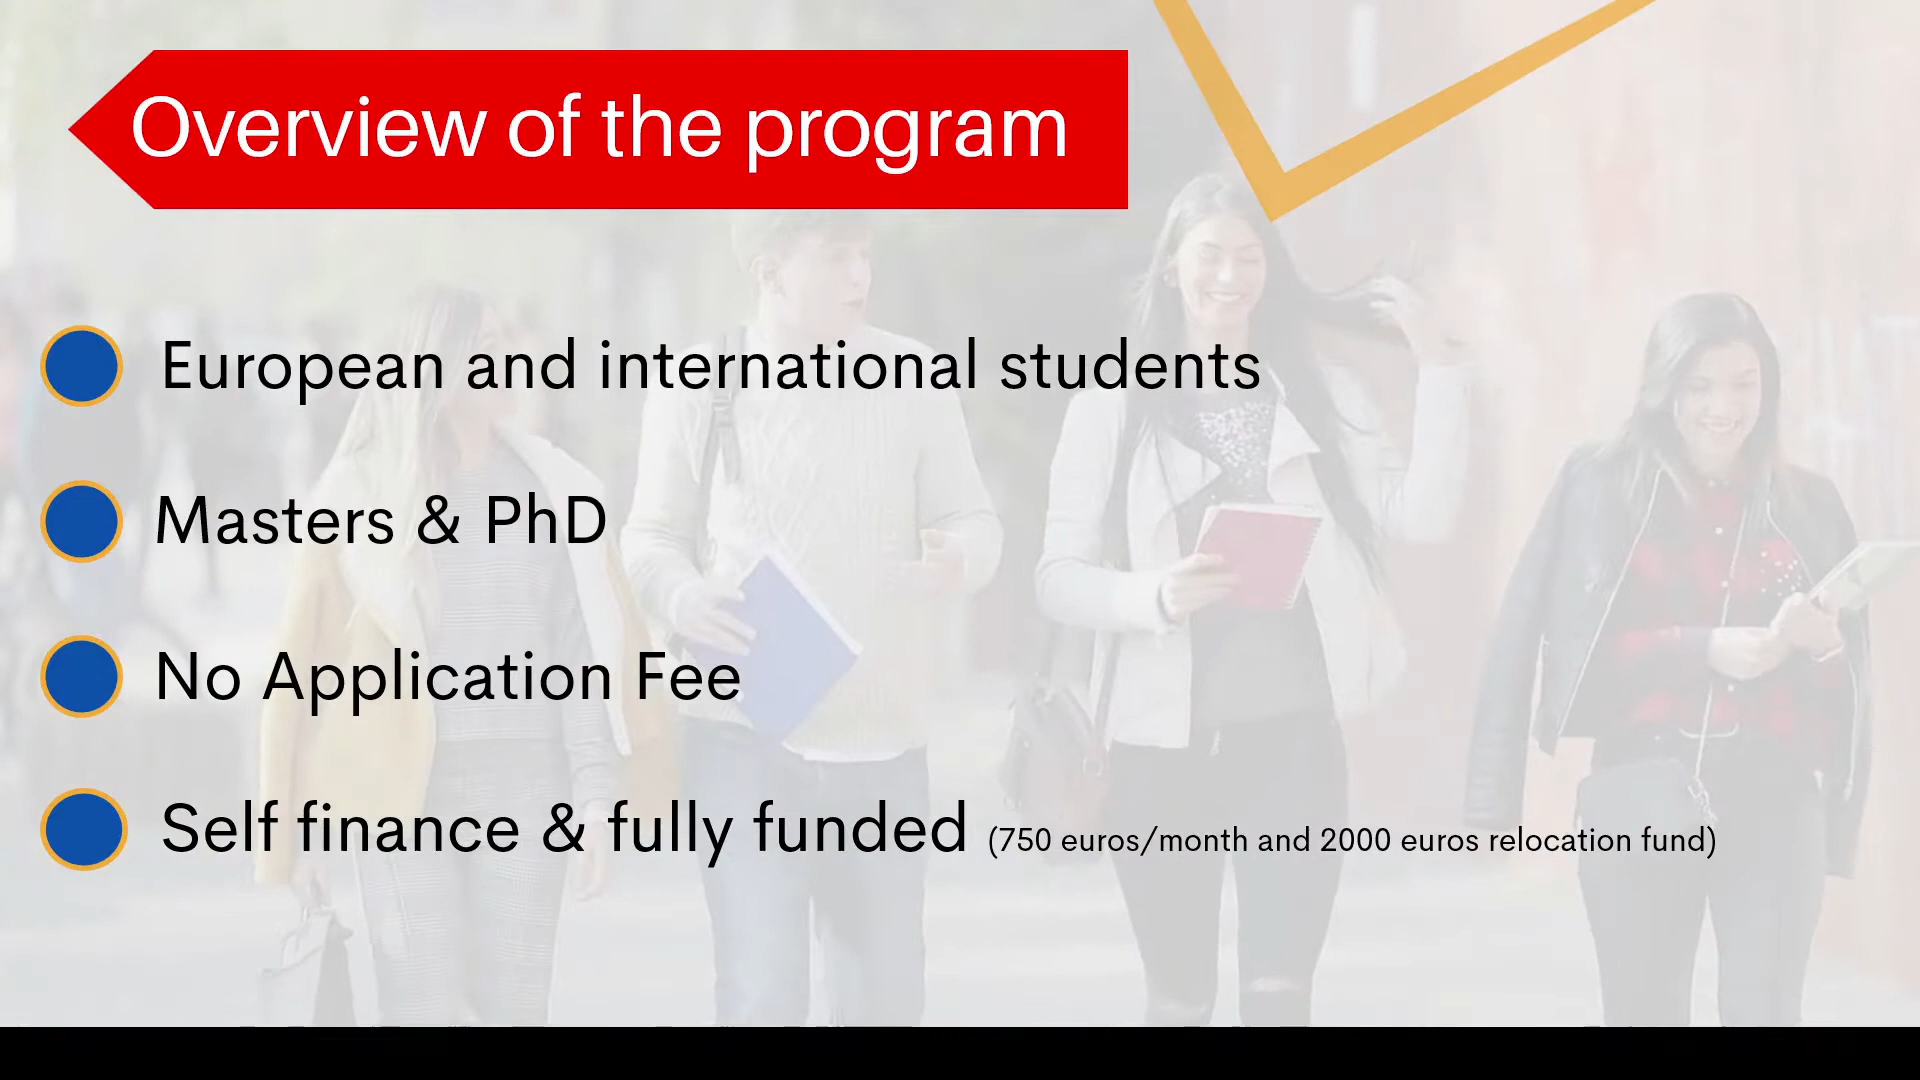 Overview of the program
European and international students
Masters & PhD
No Application Fee
Self finance & fully funded (750 euros/month and 2000 euros relocation fund)